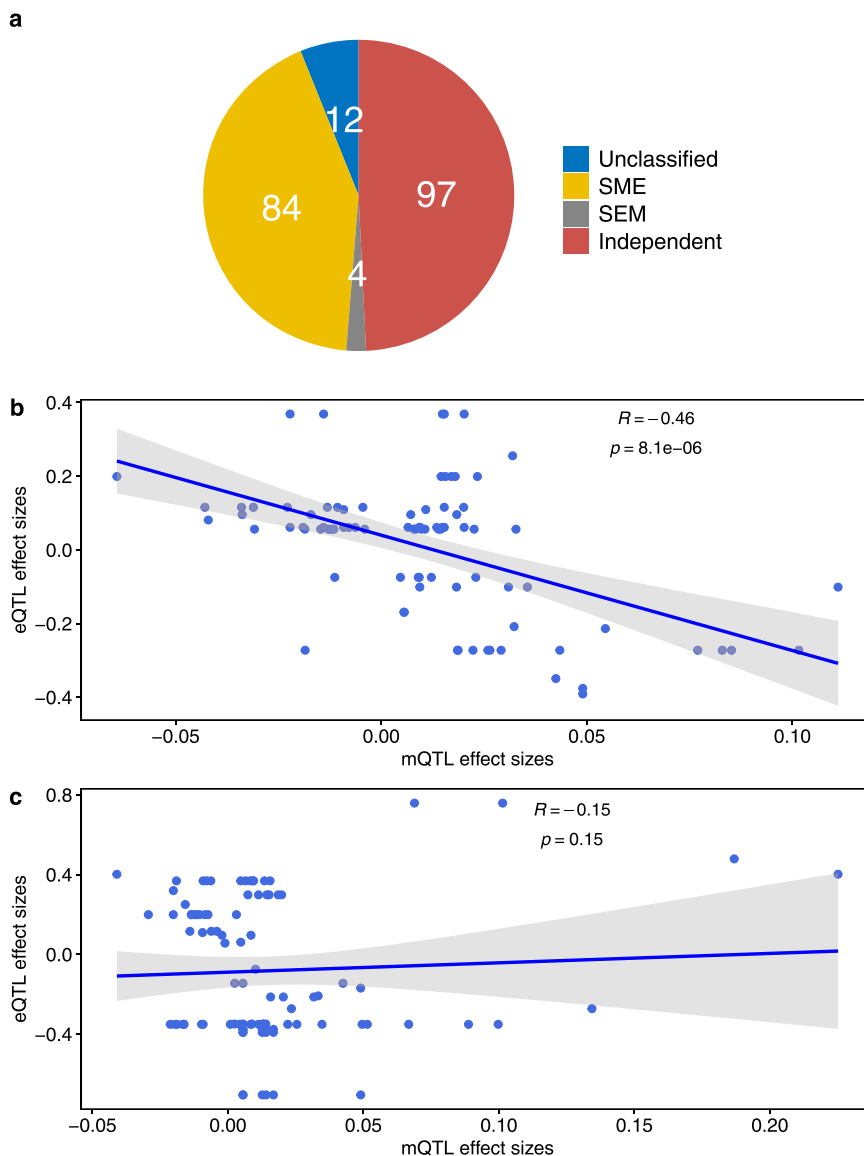 a
12
84
97
4
Unclassified
SME
SEM
Independent
b
0.4
0.2
0.0
−0.2
−0.4
eQTL effect sizes
R = −0.46
p = 8.1e−06
−0.05
0.00
0.05
0.10
mQTL effect sizes
c
0.8
0.4
0.0
−0.4
eQTL effect sizes
R = −0.15
p = 0.15
−0.05
0.00
0.05
0.10
0.15
0.20
mQTL effect sizes